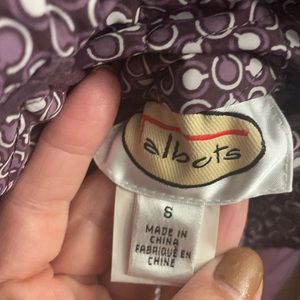 albots
S
MADE IN
CHINA
FABRIQUÉ EN
CHINE